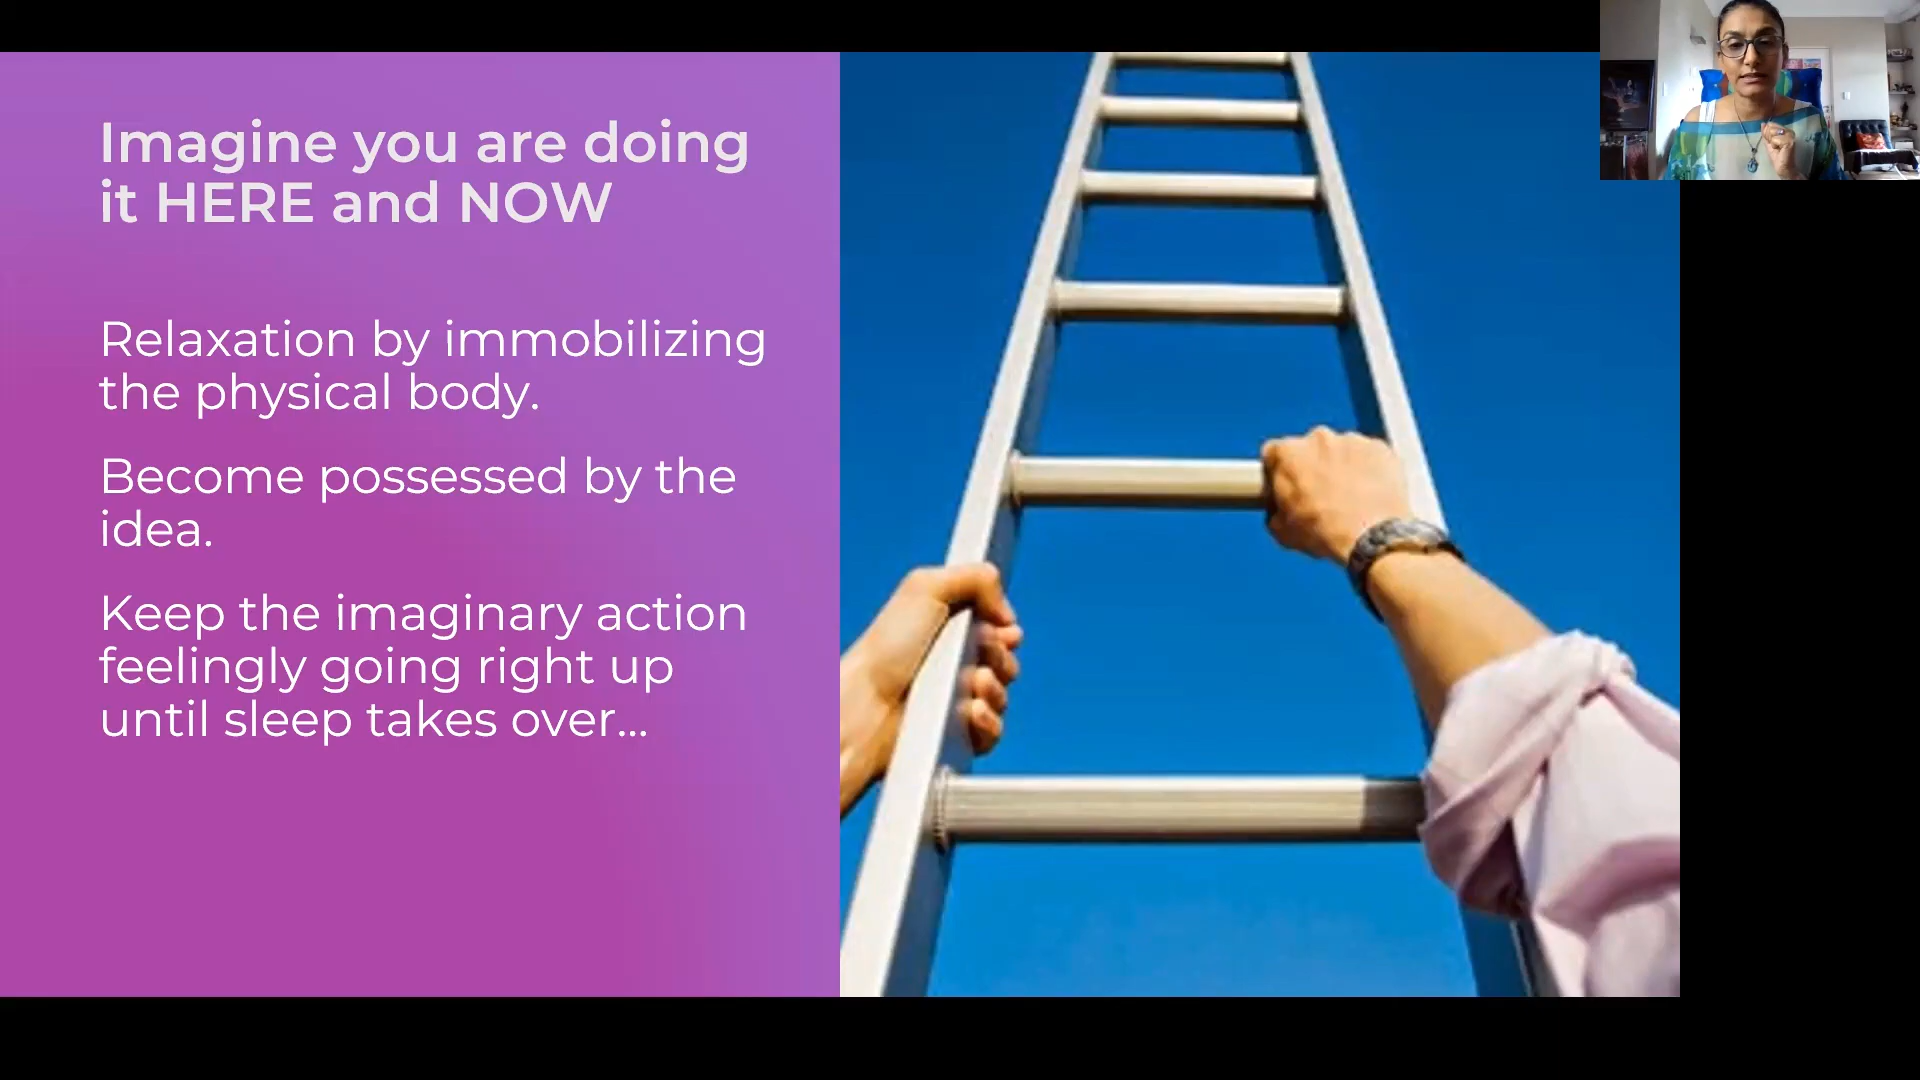 Imagine you are doing
it HERE and NOW
Relaxation by immobilizing
the physical body.
Become possessed by the
idea.
Keep the imaginary action
feelingly going right up
until sleep takes over...